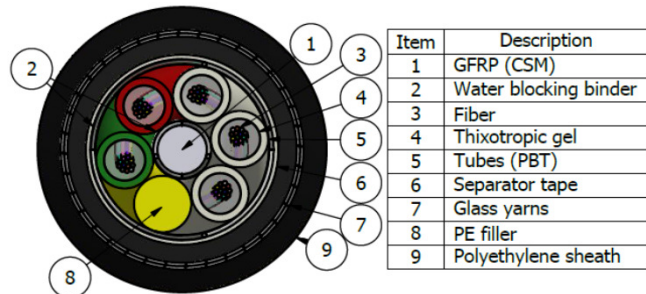 1
2
3
4
5
6
7
8
9
Item Description
1 GFRP (CSM)
2 Water blocking binder
3 Fiber
4 Thixotropic gel
5 Tubes (PBT)
6 Separator tape
7 Glass yarns
8 PE filler
9 Polyethylene sheath